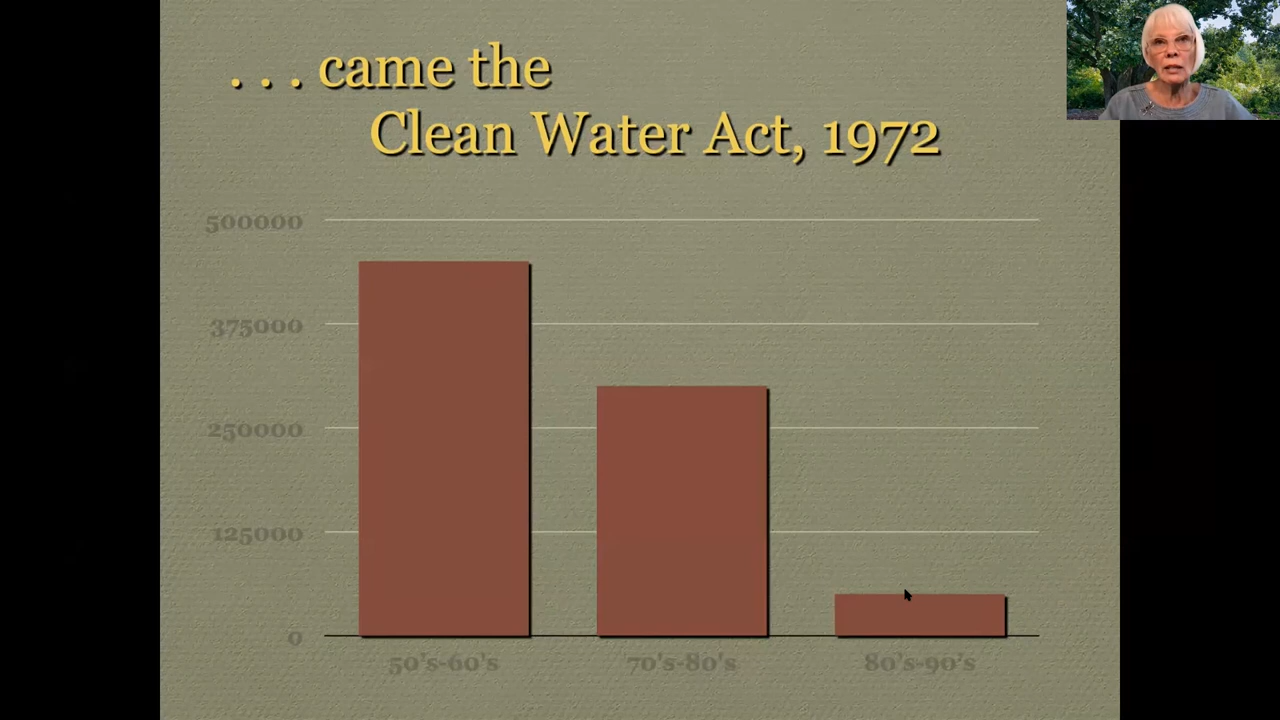 . . . came the
Clean Water Act, 1972
500000
375000
250000
125000
0
50's-60's
70's-80's
80's-90's